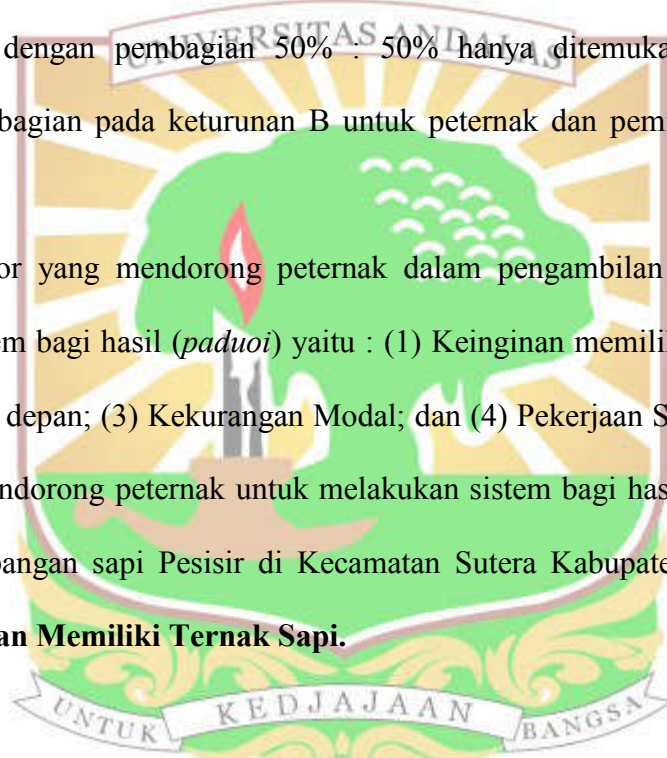 UNIVERSITAS ANDALAS
dengan pembagian 50% : 50% hanya ditemuka
bagian pada keturunan B untuk peternak dan pem
or yang mendorong peternak dalam pengambilan
em bagi hasil (paduoi) yaitu : (1) Keinginan memilil
depan; (3) Kekurangan Modal; dan (4) Pekerjaan S
ndorong peternak untuk melakukan sistem bagi has
bangan sapi Pesisir di Kecamatan Sutera Kabupate
an Memiliki Ternak Sapi.
UNTUK KEDJAJAAN BANGSA